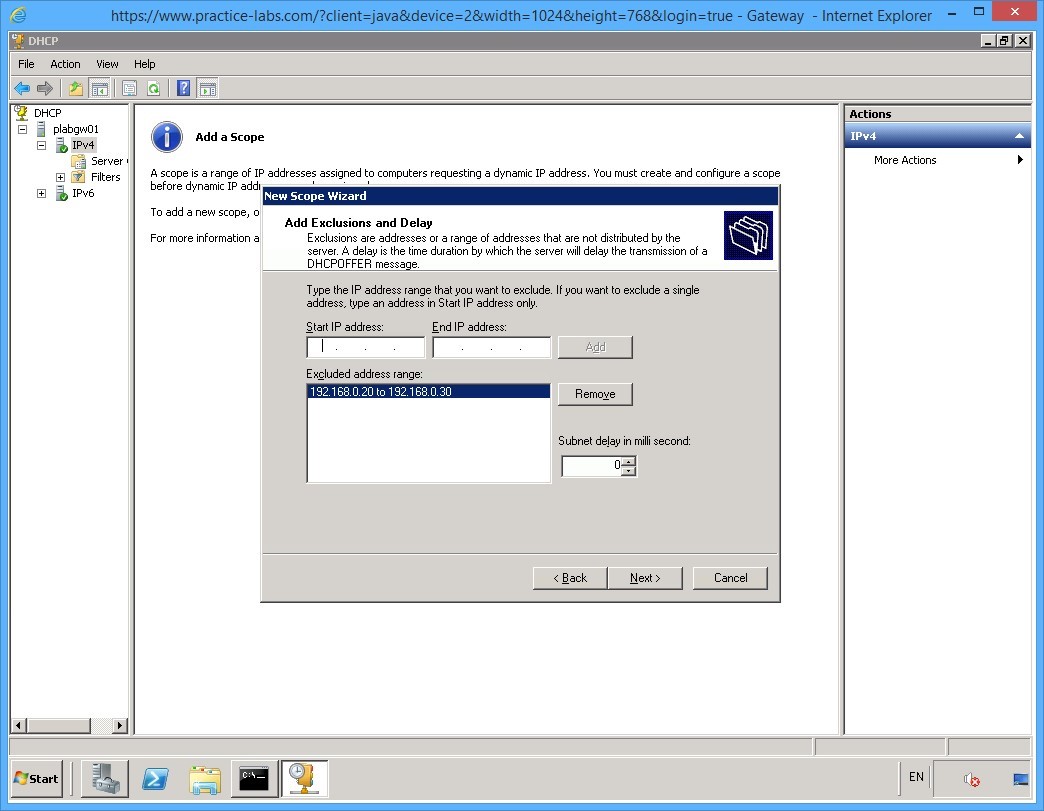 https://www.practice-labs.com/?client=java&device=2&width=1024&height=768&login=true - Gateway - Internet Explorer
DHCP
File Action View Help
DHCP
plabgw01
IPv4
Server
Filters
IPv6
Add a Scope
A scope is a range of IP addresses assigned to computers requesting a dynamic IP address. You must create and configure a scope
before dynamic IP
To add a new scope,
For more information
New Scope Wizard
Add Exclusions and Delay
Exclusions are addresses or a range of addresses that are not distributed by the
server. A delay is the time duration by which the server will delay the transmission of a
DHCPOFFER message.
Type the IP address range that you want to exclude. If you want to exclude a single
address, type an address in Start IP address only.
Start IP address: End IP address:
Add
Excluded address range:
192.168.0.20 to 192.168.0.30
Remove
Subnet delay in milli second:
0
< Back Next > Cancel
Actions
IPv4
More Actions
Start
C:\
EN